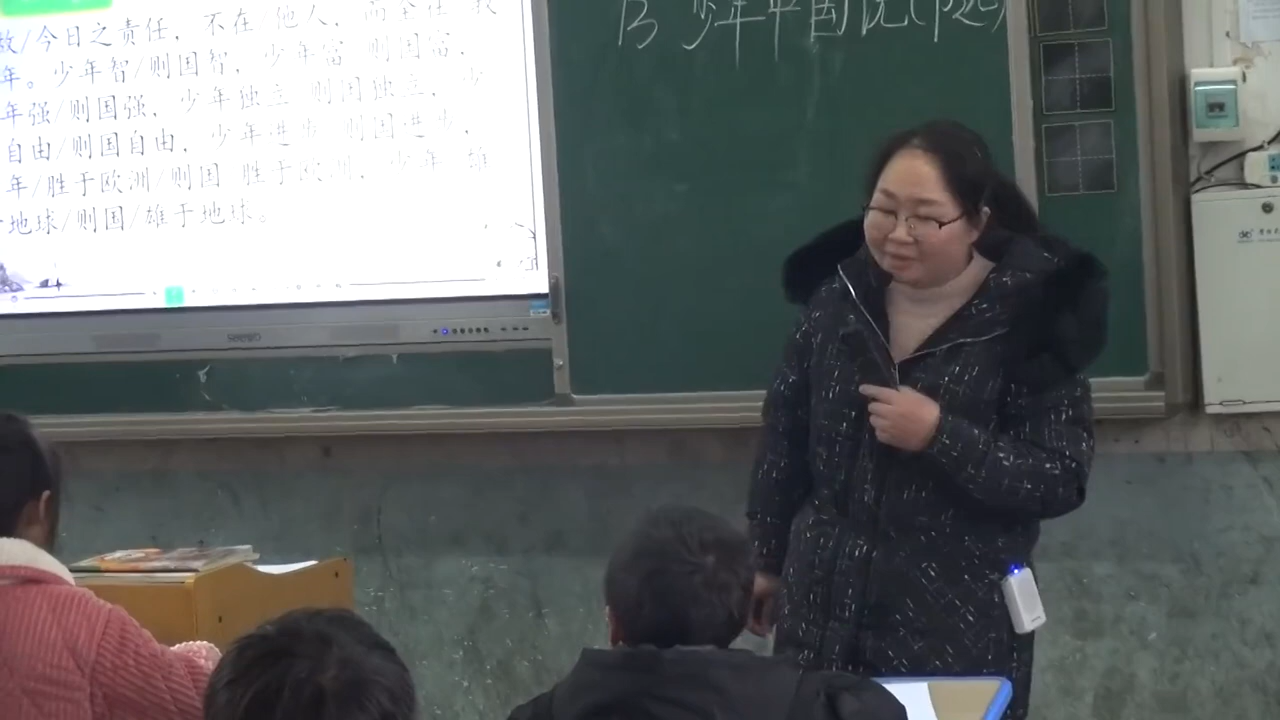 故/今日之责任，不在/他人，而全在/我
年。少年智/则国智，少年富/则国富，
年强/则国强，少年独立/则国独立，少
自由/则国自由，少年进步/则国进步，
年/胜于欧洲/则国/胜于欧洲，少年/雄
于地球/则国/雄于地球。
seewo
13 少年中国说(节选)